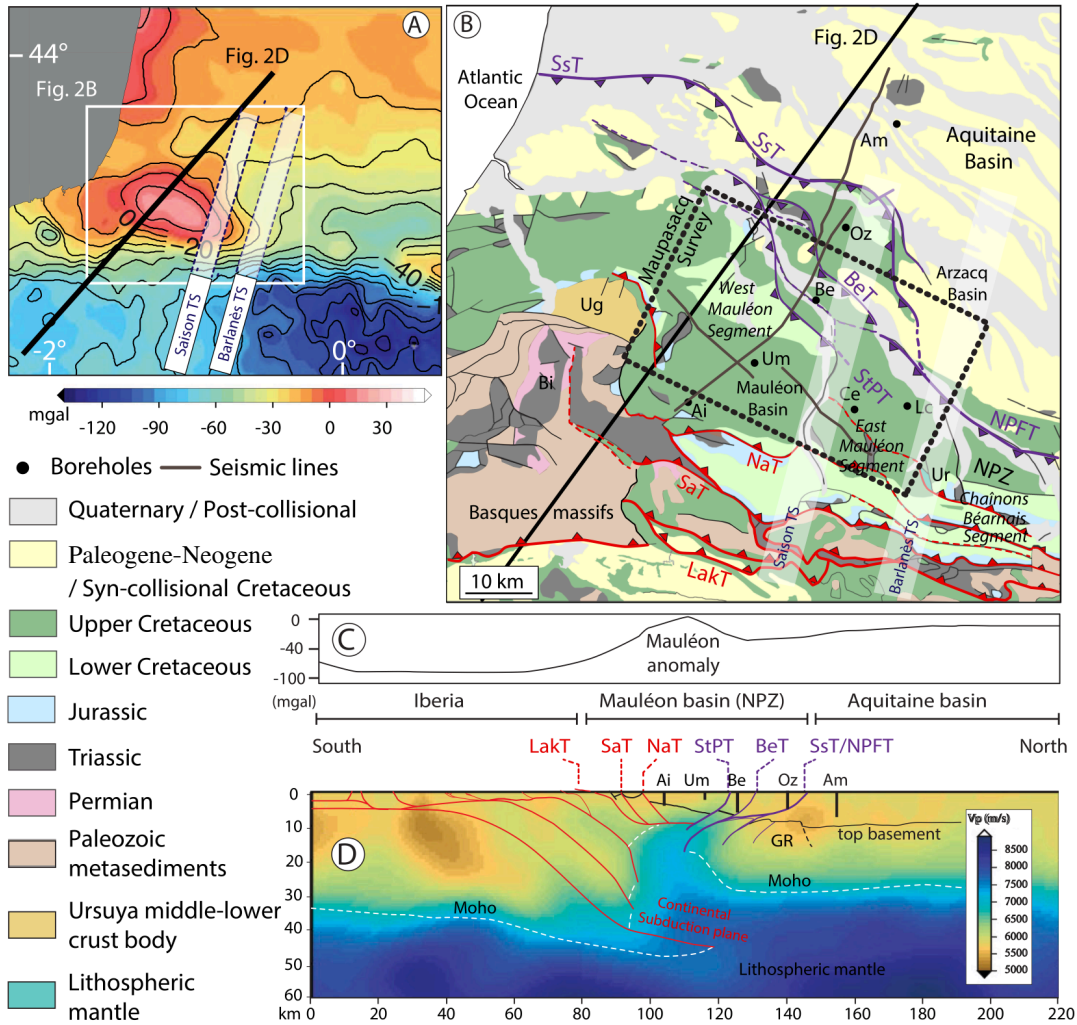 A
44°
Fig. 2B
Fig. 2D
0
20
-40
Saison TS
Barlanès TS
-2°
0°
mgal
-120
-90
-60
-30
0
30
Boreholes
Seismic lines
Quaternary / Post-collisional
Paleogene-Neogene
/ Syn-collisional Cretaceous
Upper Cretaceous
Lower Cretaceous
Jurassic
Triassic
Permian
Paleozoic
metasediments
Ursuya middle-lower
crust body
Lithospheric
mantle
B
Fig. 2D
SsT
Atlantic
Ocean
SsT
Am
Aquitaine
Basin
Maupasacq
Survey
Oz
Arzacq
Basin
West
Mauléon
Segment
Be
BeT
Ug
Um
Mauléon
Basin
StPT
Bi
Ai
Ce
Lc
East
Mauléon
Segment
NPFT
NaT
NPZ
Ur
SaT
Chaînons
Béarnais
Segment
Basques massifs
Saison TS
Barlanès TS
LakT
10 km
C
0
-40
-100
(mgal)
Mauléon
anomaly
Iberia
Mauléon basin (NPZ)
Aquitaine basin
South
LakT
SaT
NaT
StPT
BeT
SsT/NPFT
North
Ai
Um
Be
Oz
Am
0
10
20
30
40
50
60
D
GR
top basement
Moho
Moho
Continental
Subduction plane
Lithospheric mantle
Vp (m/s)
8500
8000
7500
7000
6500
6000
5500
5000
km
0
20
40
60
80
100
120
140
160
180
200
220